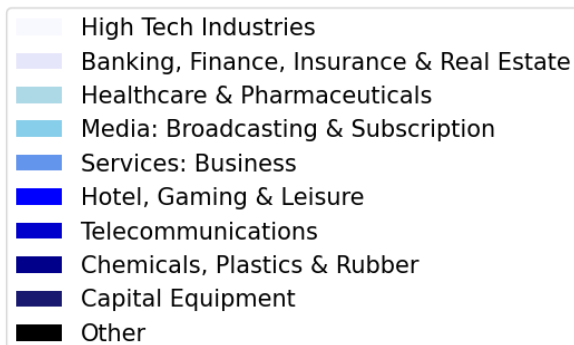 High Tech Industries
Banking, Finance, Insurance & Real Estate
Healthcare & Pharmaceuticals
Media: Broadcasting & Subscription
Services: Business
Hotel, Gaming & Leisure
Telecommunications
Chemicals, Plastics & Rubber
Capital Equipment
Other